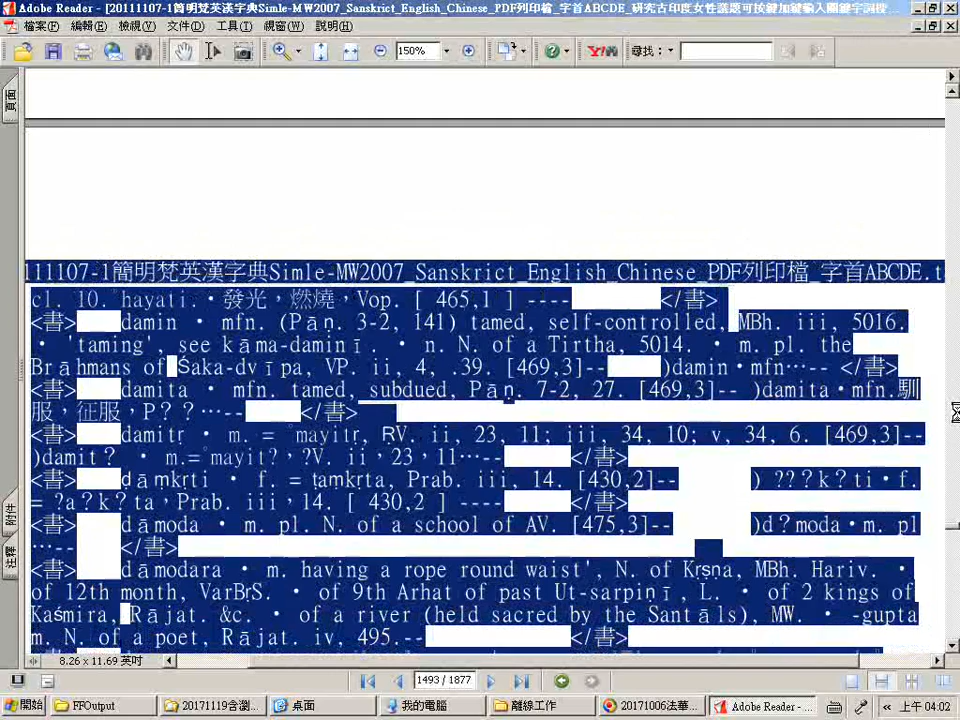 Adobe Reader - [20111107-1簡明梵英漢字典Simle-MW2007_Sanskrict_English_Chinese_PDF列印檔_字首ABCDE_研究古印度女性議題可按鍵加鍵輸入關鍵字詞搜
檔案(F) 編輯(E) 檢視(V) 文件(D) 工具(T) 視窗(W) 說明(H)
150% 尋找:
頁面
111107-1簡明梵英漢字典Simle-MW2007_Sanskrict_English_Chinese_PDF列印檔_字首ABCDE.t
cl. 10. hayati.・發光，燃燒，Vop. [ 465,1 ] ---- </書>
<書> damin ・ mfn. (Pāṇ. 3-2, 141) tamed, self-controlled, MBh. iii, 5016.
・ 'taming', see kāma-daminī. ・ n. N. of a Tirtha, 5014. ・ m. pl. the
Brāhmans of Śaka-dvīpa, VP. ii, 4, .39. [469,3]-- )damin・mfn…-- </書>
<書> damita ・ mfn. tamed, subdued, Pāṇ. 7-2, 27. [469,3]-- )damita・mfn.馴
服，征服，P？？…-- </書>
<書> damitṛ ・ m. = °mayitṛ, RV. ii, 23, 11; iii, 34, 10; v, 34, 6. [469,3]--
)damit？ ・ m.=°mayit?，?V. ii，23，11…-- </書>
<書> dāṃkṛti ・ f. = ṭaṃkṛta, Prab. iii, 14. [430,2]-- ) ???k？ti・f.
= ?a？k？ta，Prab. iii，14. [ 430,2 ] ---- </書>
<書> dāmoda ・ m. pl. N. of a school of AV. [475,3]-- )d？moda・m. pl
…-- </書>
<書> dāmodara ・ m. having a rope round waist', N. of Kṛṣṇa, MBh. Hariv. ・
of 12th month, VarBṛS. ・ of 9th Arhat of past Ut-sarpiṇī, L. ・ of 2 kings of
Kaśmira, Rājat. &c. ・ of a river (held sacred by the Santāls), MW. ・ -gupta
m. N. of a poet, Rājat. iv, 495.-- </書>
附件
註釋
8.26 x 11.69 英吋
1493 / 1877
開始 FFOutput 20171119含瀏... 桌面 我的電腦 離線工作 20171006法華... Adobe Reader - [... 上午 04:02